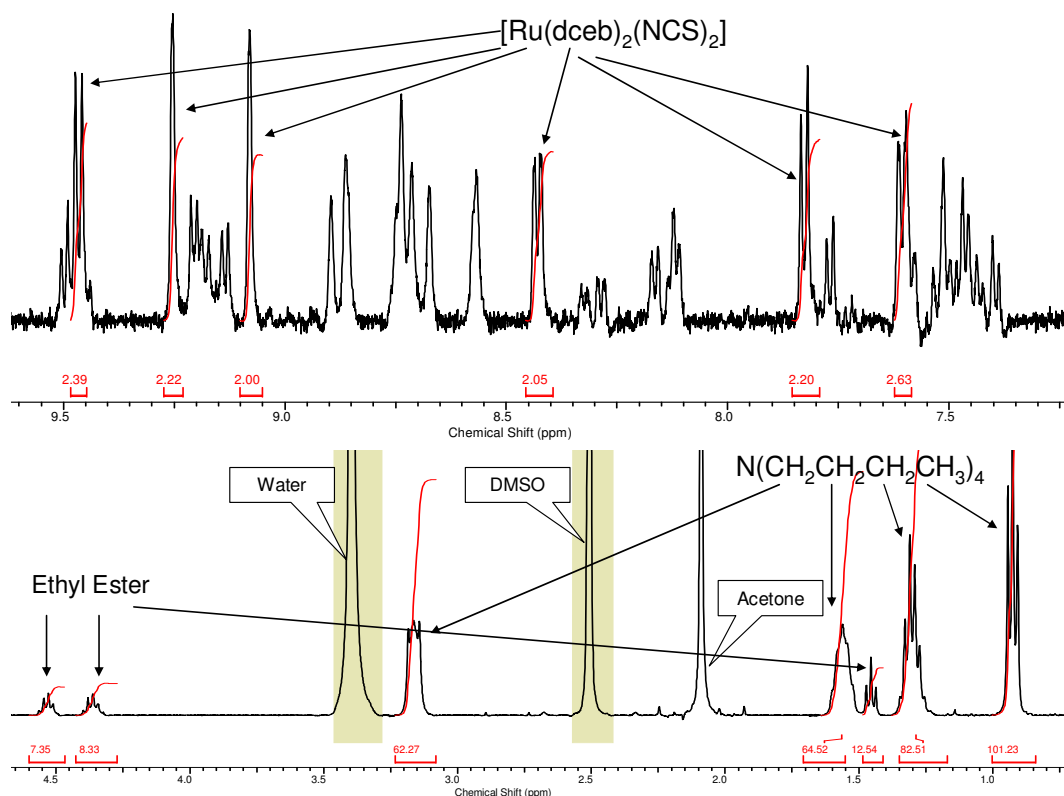 [Ru(dceb)2(NCS)2]
2.39 2.22 2.00 2.05 2.20 2.63
9.5 9.0 8.5 8.0 7.5
Chemical Shift (ppm)
N(CH2CH2CH2CH3)4
Water DMSO
Ethyl Ester Acetone
7.35 8.33 62.27 64.52 12.54 82.51 101.23
4.5 4.0 3.5 3.0 2.5 2.0 1.5 1.0
Chemical Shift (ppm)